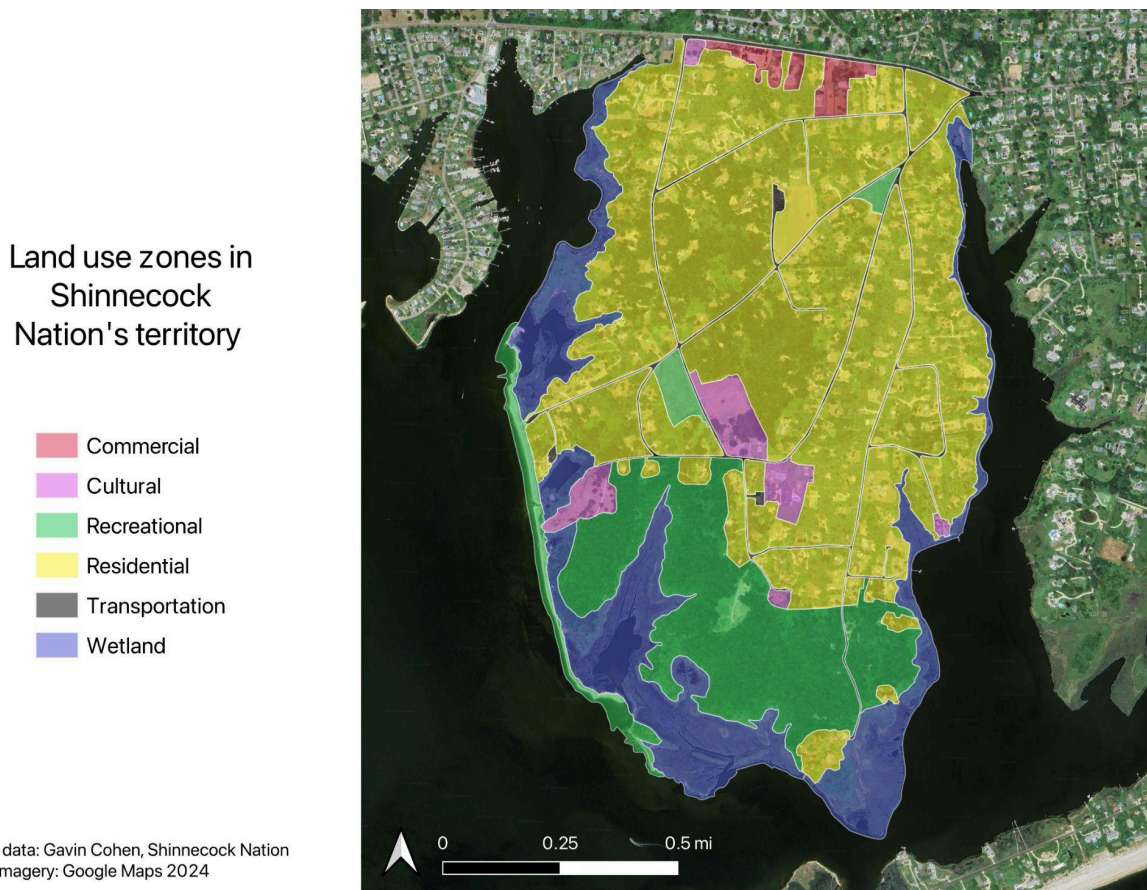 Land use zones in
Shinnecock
Nation's territory
Commercial
Cultural
Recreational
Residential
Transportation
Wetland
data: Gavin Cohen, Shinnecock Nation
magery: Google Maps 2024
0 0.25 0.5 mi